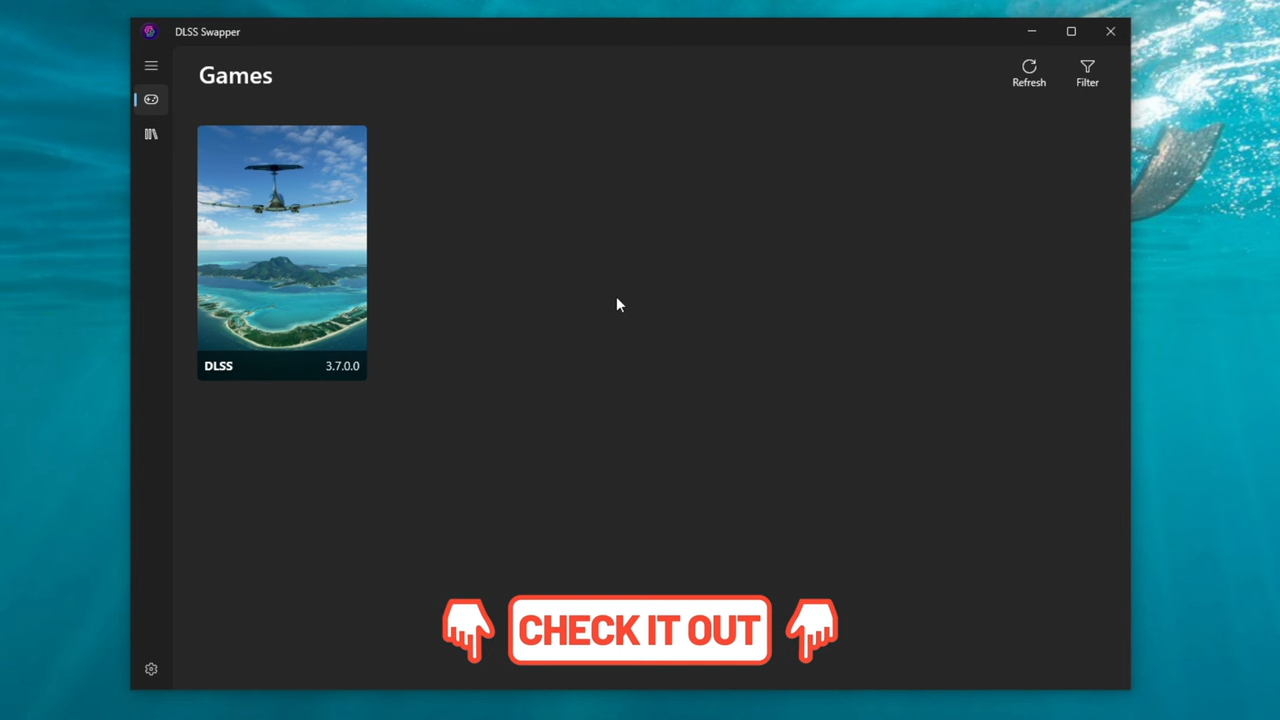 DLSS Swapper
Games
Refresh
Filter
DLSS 3.7.0.0
CHECK IT OUT